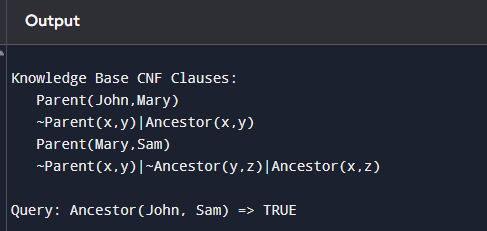 Output
Knowledge Base CNF Clauses:
Parent(John,Mary)
~Parent(x,y)|Ancestor(x,y)
Parent(Mary,Sam)
~Parent(x,y)|~Ancestor(y,z)|Ancestor(x,z)
Query: Ancestor(John, Sam) => TRUE